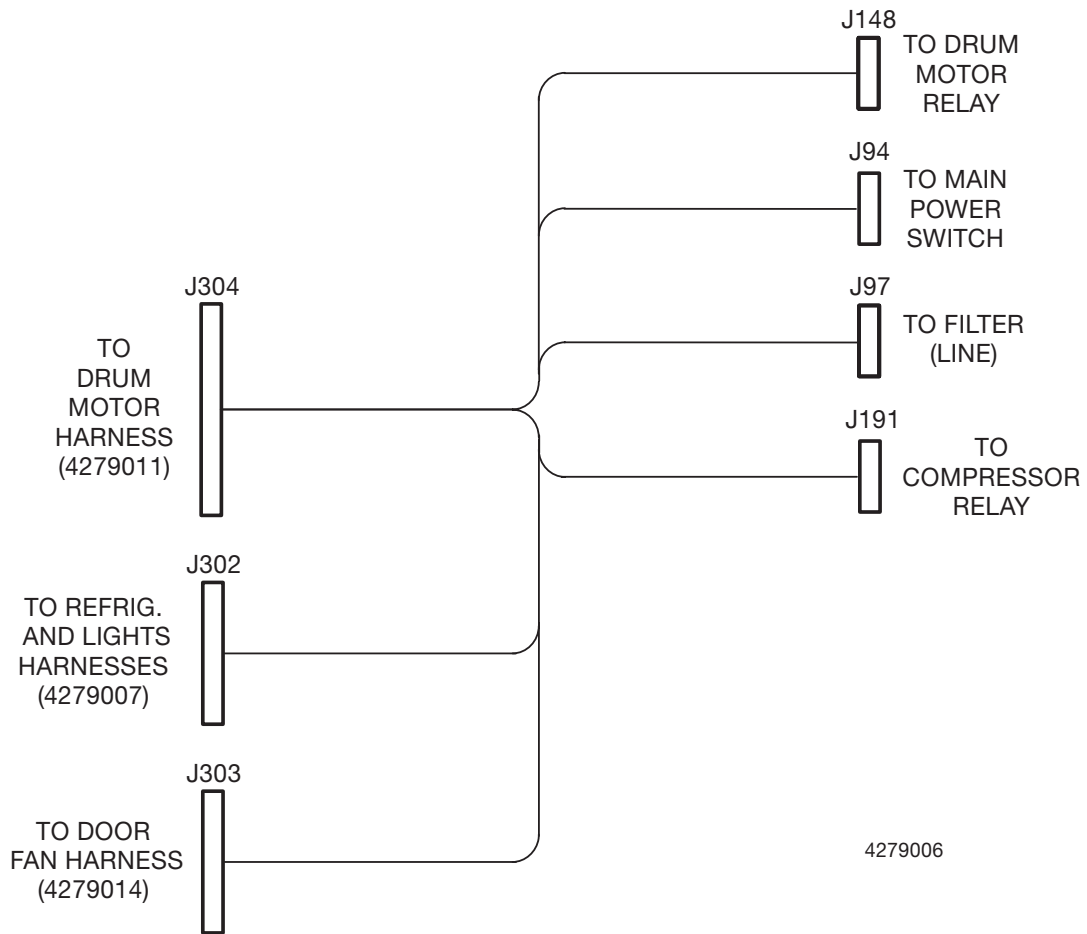 J148
TO DRUM
MOTOR
RELAY
J94
TO MAIN
POWER
SWITCH
J304
TO
DRUM
MOTOR
HARNESS
(4279011)
J97
TO FILTER
(LINE)
J191
TO
COMPRESSOR
RELAY
J302
TO REFRIG.
AND LIGHTS
HARNESSES
(4279007)
J303
TO DOOR
FAN HARNESS
(4279014)
4279006